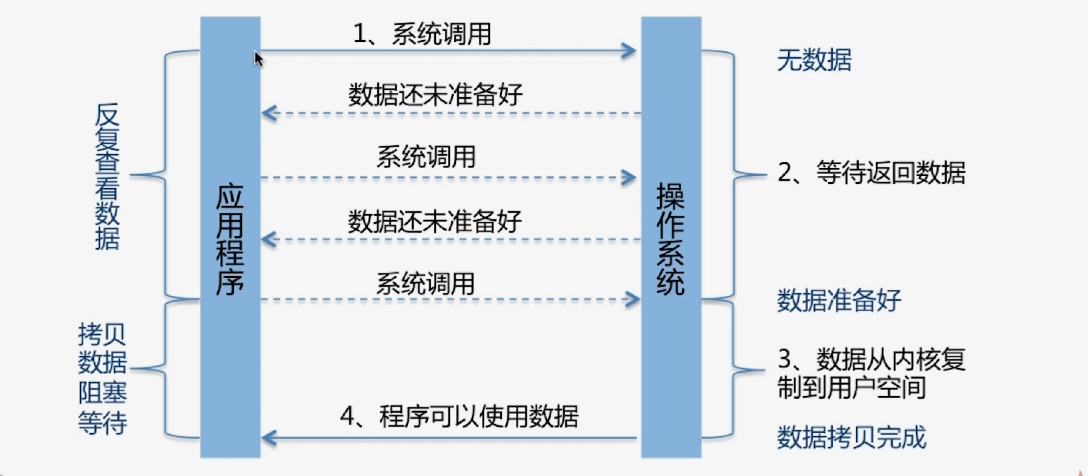 1、系统调用
无数据
数据还未准备好
反复查看数据
系统调用
2、等待返回数据
应用程序
操作系统
数据还未准备好
系统调用
数据准备好
拷贝
数据
阻塞
等待
3、数据从内核复
制到用户空间
4、程序可以使用数据
数据拷贝完成